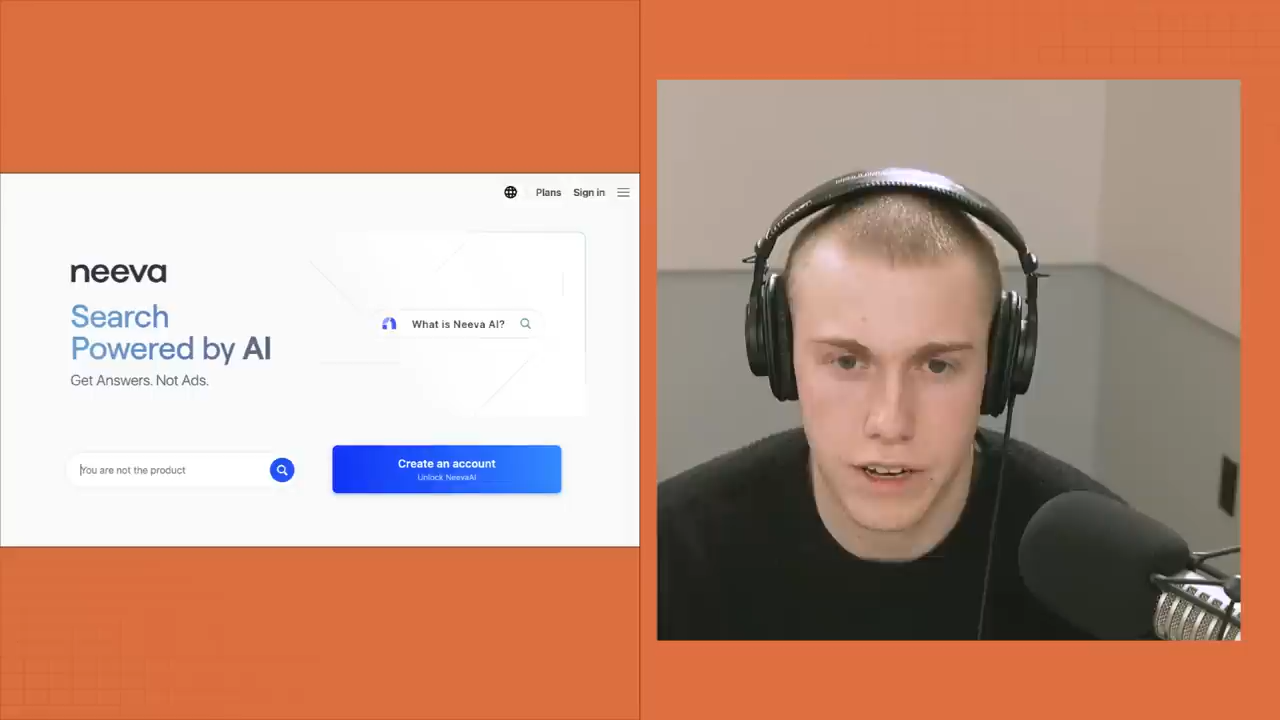 Plans Sign in
neeva
Search
Powered by AI
Get Answers. Not Ads.
What is Neeva AI?
You are not the product
Create an account
Unlock NeevaAI